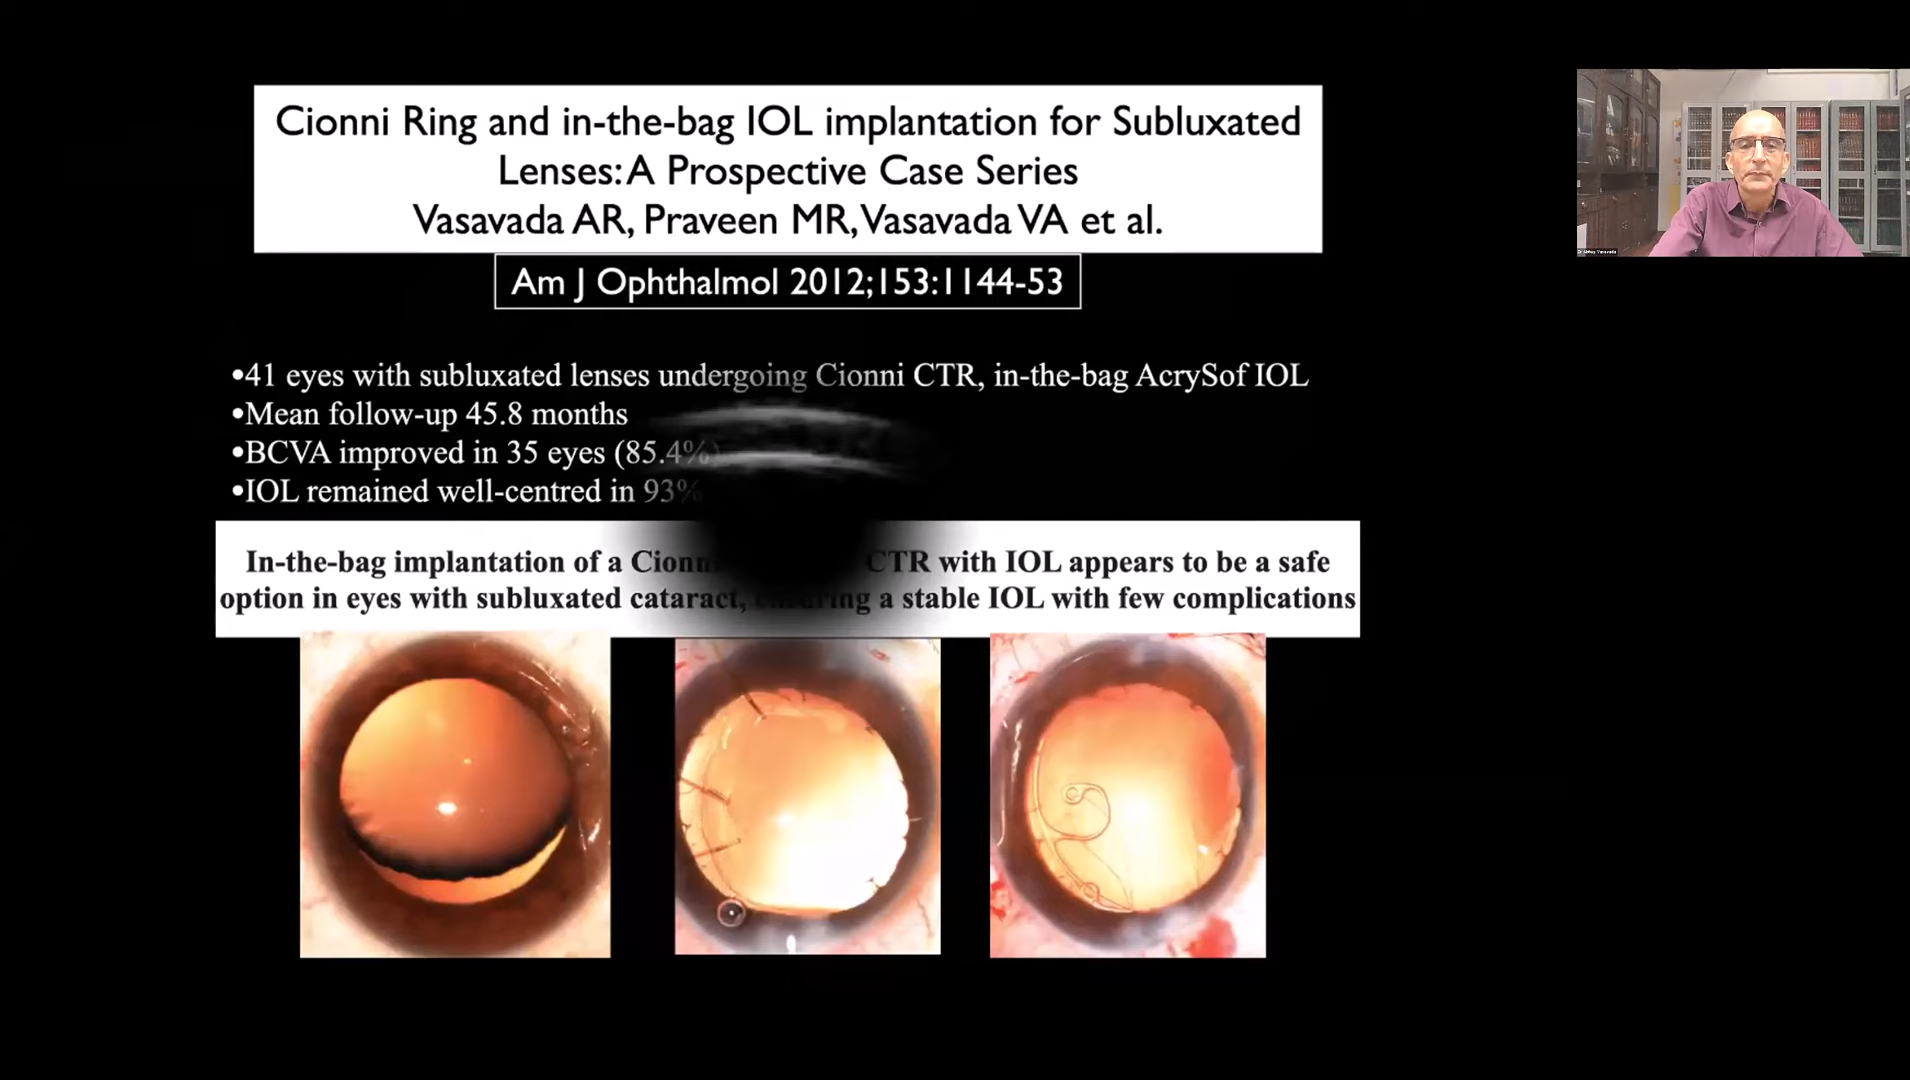 Cionni Ring and in-the-bag IOL implantation for Subluxated
Lenses: A Prospective Case Series
Vasavada AR, Praveen MR, Vasavada VA et al.
Am J Ophthalmol 2012;153:1144-53
•41 eyes with subluxated lenses undergoing Cionni CTR, in-the-bag AcrySof IOL
•Mean follow-up 45.8 months
•BCVA improved in 35 eyes (85.4%)
•IOL remained well-centred in 93%
In-the-bag implantation of a Cionni CTR with IOL appears to be a safe
option in eyes with subluxated cataract, a stable IOL with few complications